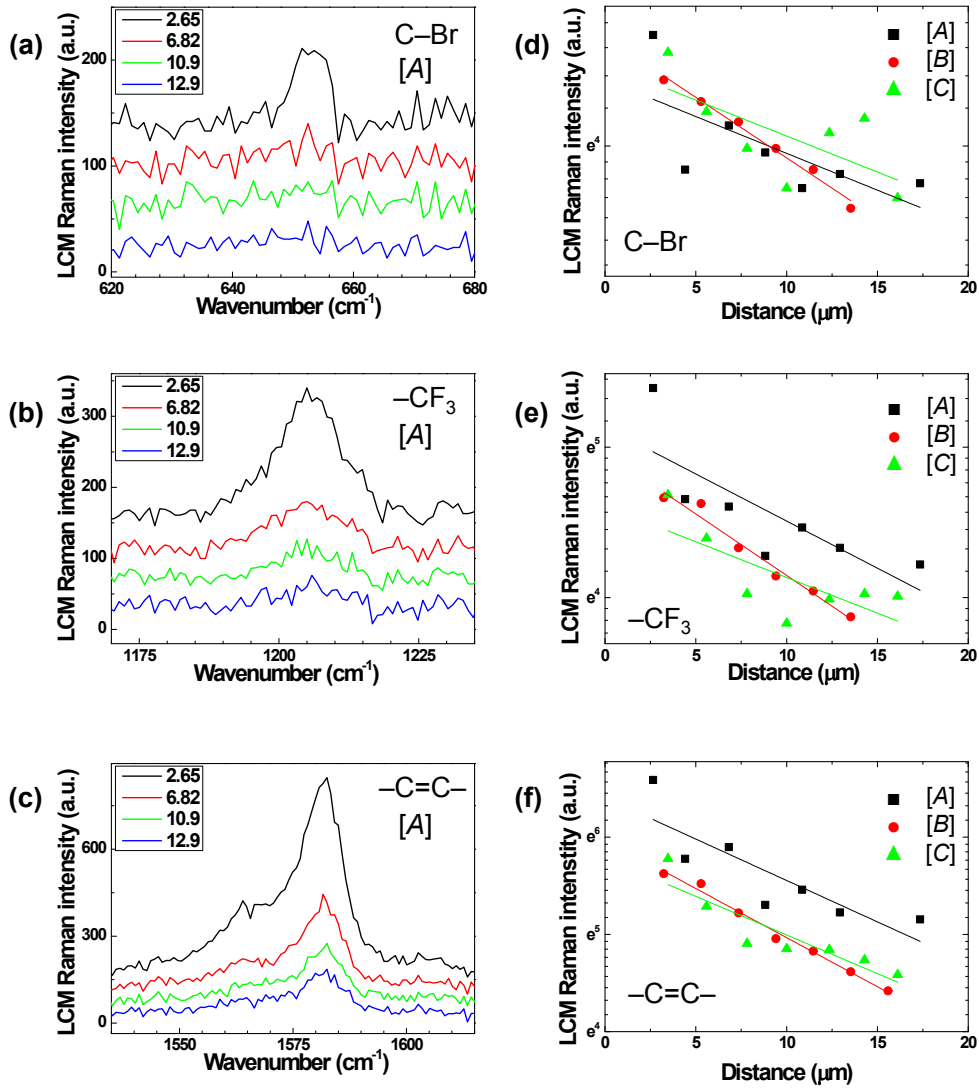 (a)
2.65
6.82
10.9
12.9
C–Br
[A]
LCM Raman intensity (a.u.)
200
100
0
620
640
660
680
Wavenumber (cm⁻¹)
(d)
[A]
[B]
[C]
LCM Raman intensity (a.u.)
e⁴
C–Br
0
5
10
15
20
Distance (μm)
(b)
2.65
6.82
10.9
12.9
–CF₃
[A]
LCM Raman intensity (a.u.)
300
150
0
1175
1200
1225
Wavenumber (cm⁻¹)
(e)
[A]
[B]
[C]
LCM Raman intenstity (a.u.)
e⁵
e⁴
–CF₃
0
5
10
15
20
Distance (μm)
(c)
2.65
6.82
10.9
12.9
–C=C–
[A]
LCM Raman intensity (a.u.)
600
300
0
1550
1575
1600
Wavenumber (cm⁻¹)
(f)
[A]
[B]
[C]
LCM Raman intenstity (a.u.)
e⁶
e⁵
e⁴
–C=C–
0
5
10
15
20
Distance (μm)